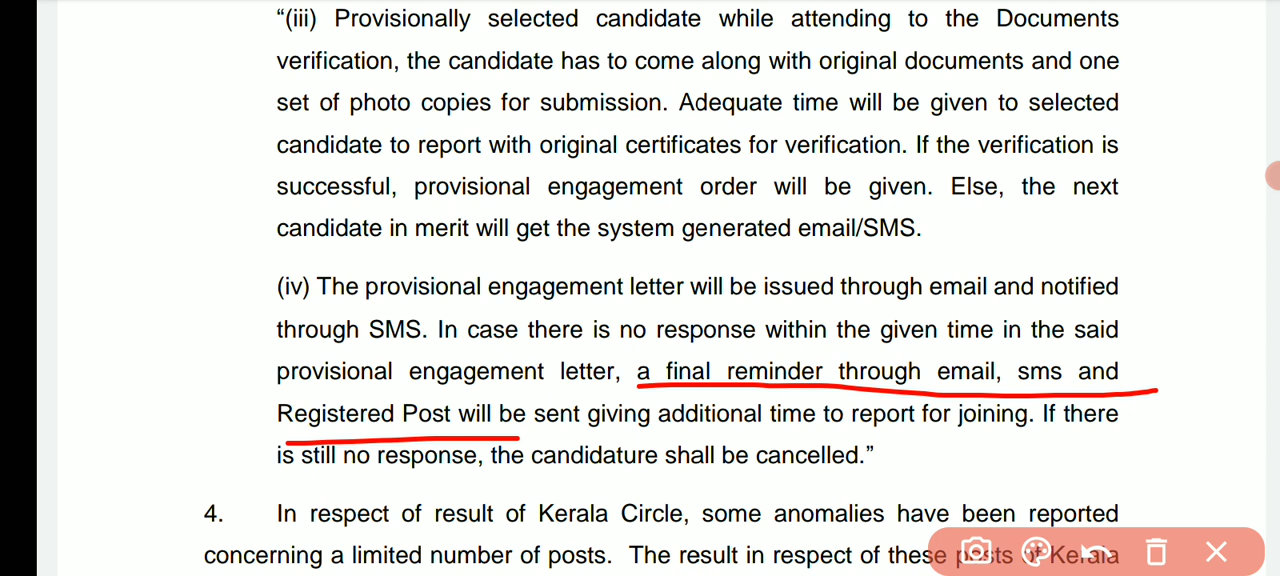 “(iii) Provisionally selected candidate while attending to the Documents
verification, the candidate has to come along with original documents and one
set of photo copies for submission. Adequate time will be given to selected
candidate to report with original certificates for verification. If the verification is
successful, provisional engagement order will be given. Else, the next
candidate in merit will get the system generated email/SMS.
(iv) The provisional engagement letter will be issued through email and notified
through SMS. In case there is no response within the given time in the said
provisional engagement letter, a final reminder through email, sms and
Registered Post will be sent giving additional time to report for joining. If there
is still no response, the candidature shall be cancelled.”
4. In respect of result of Kerala Circle, some anomalies have been reported
concerning a limited number of posts. The result in respect of these posts of Kerala